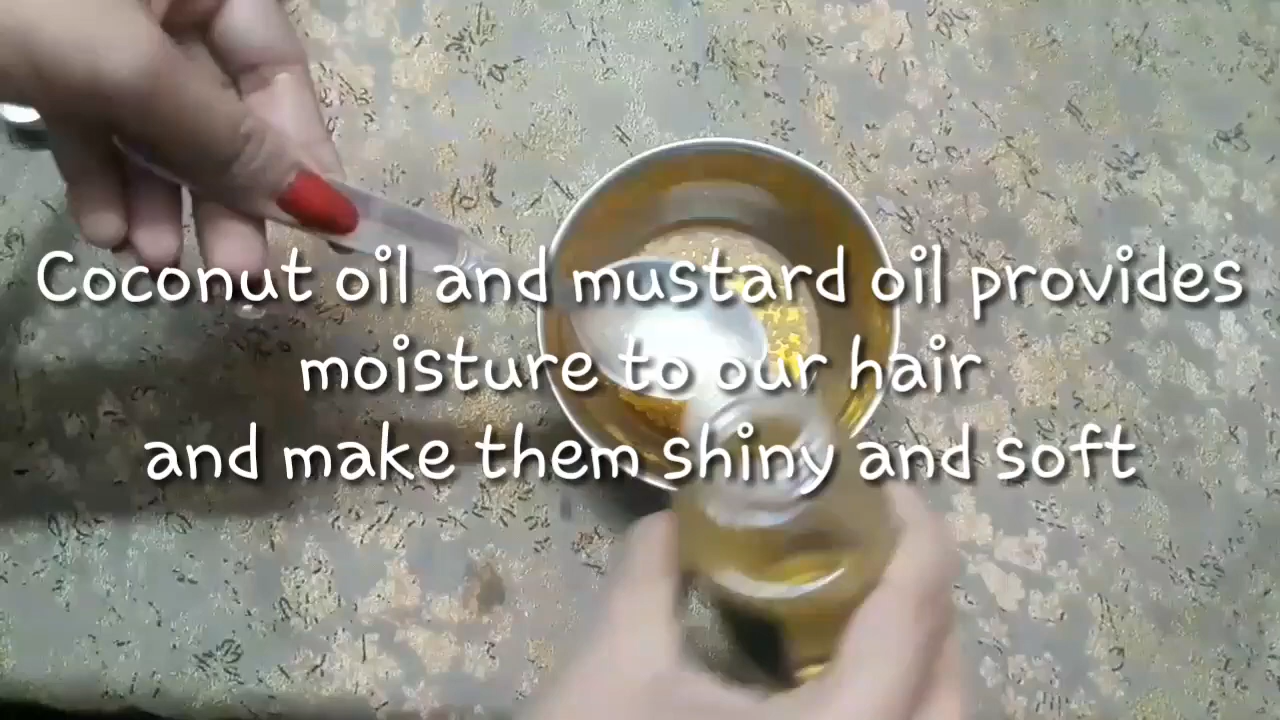 Coconut oil and mustard oil provides
moisture to our hair
and make them shiny and soft